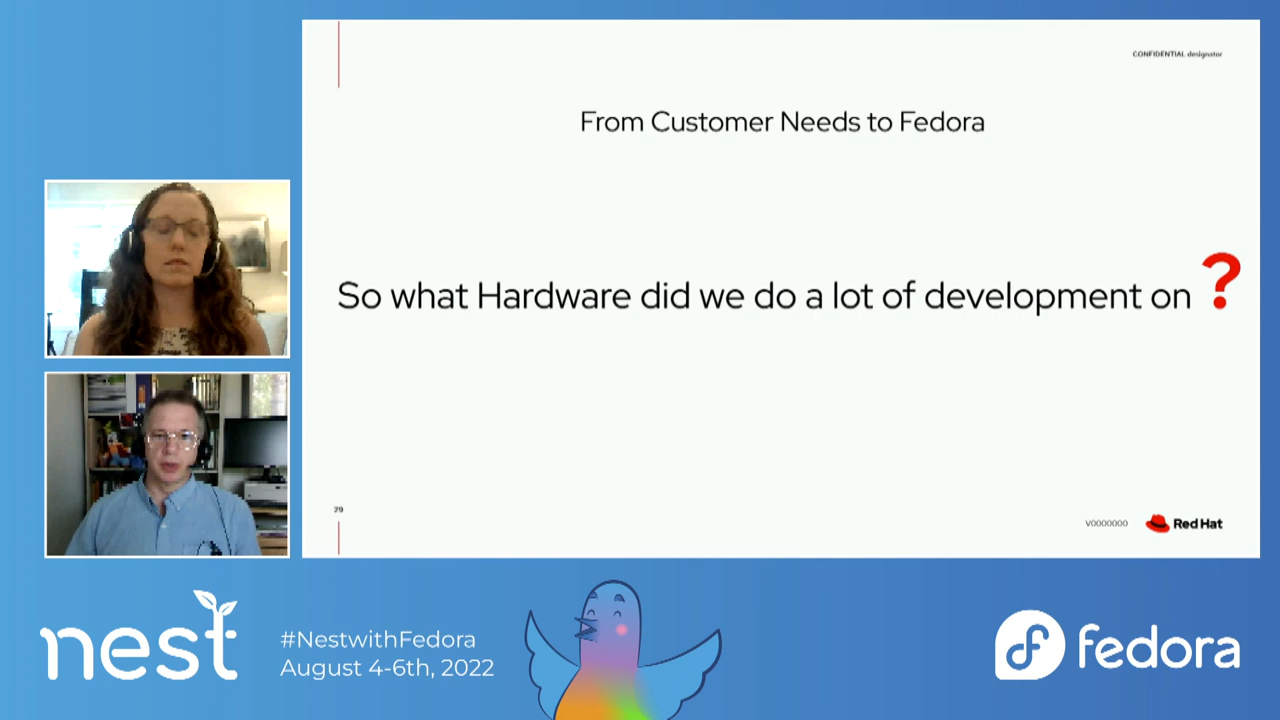 CONFIDENTIAL designator
From Customer Needs to Fedora
So what Hardware did we do a lot of development on ?
29
V0000000
Red Hat
nest
#NestwithFedora
August 4-6th, 2022
fedora